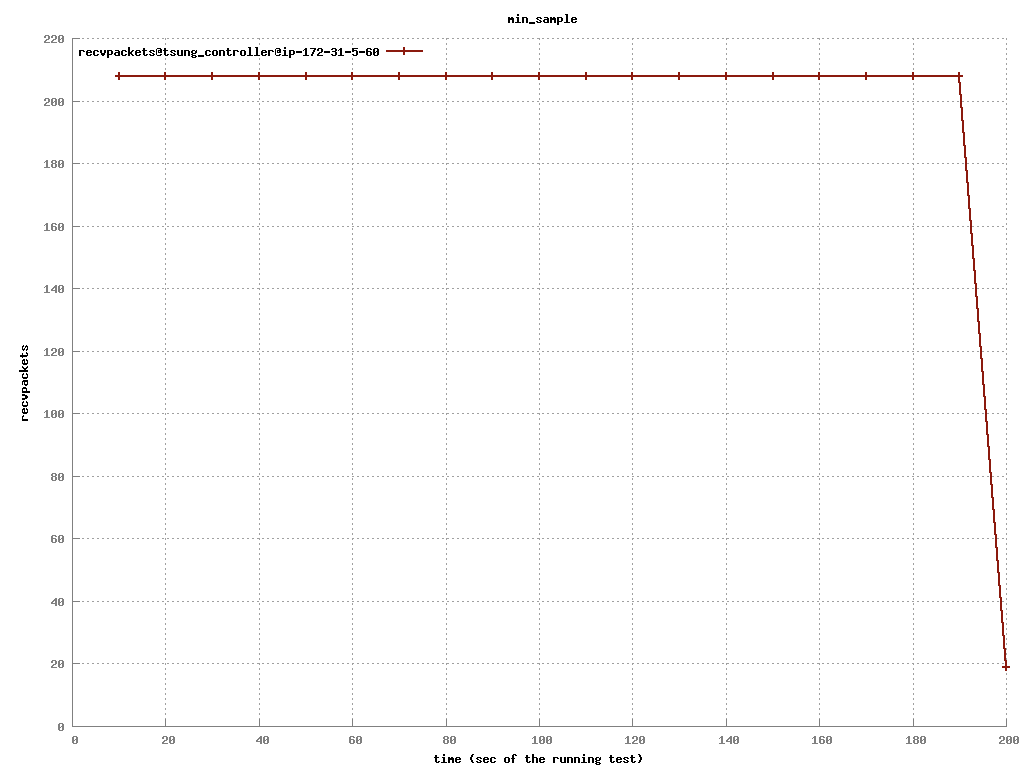 min_sample
recvpackets@tsung_controller@ip-172-31-5-60
220
200
180
160
140
120
100
80
60
40
20
0
recvpackets
0 20 40 60 80 100 120 140 160 180 200
time (sec of the running test)